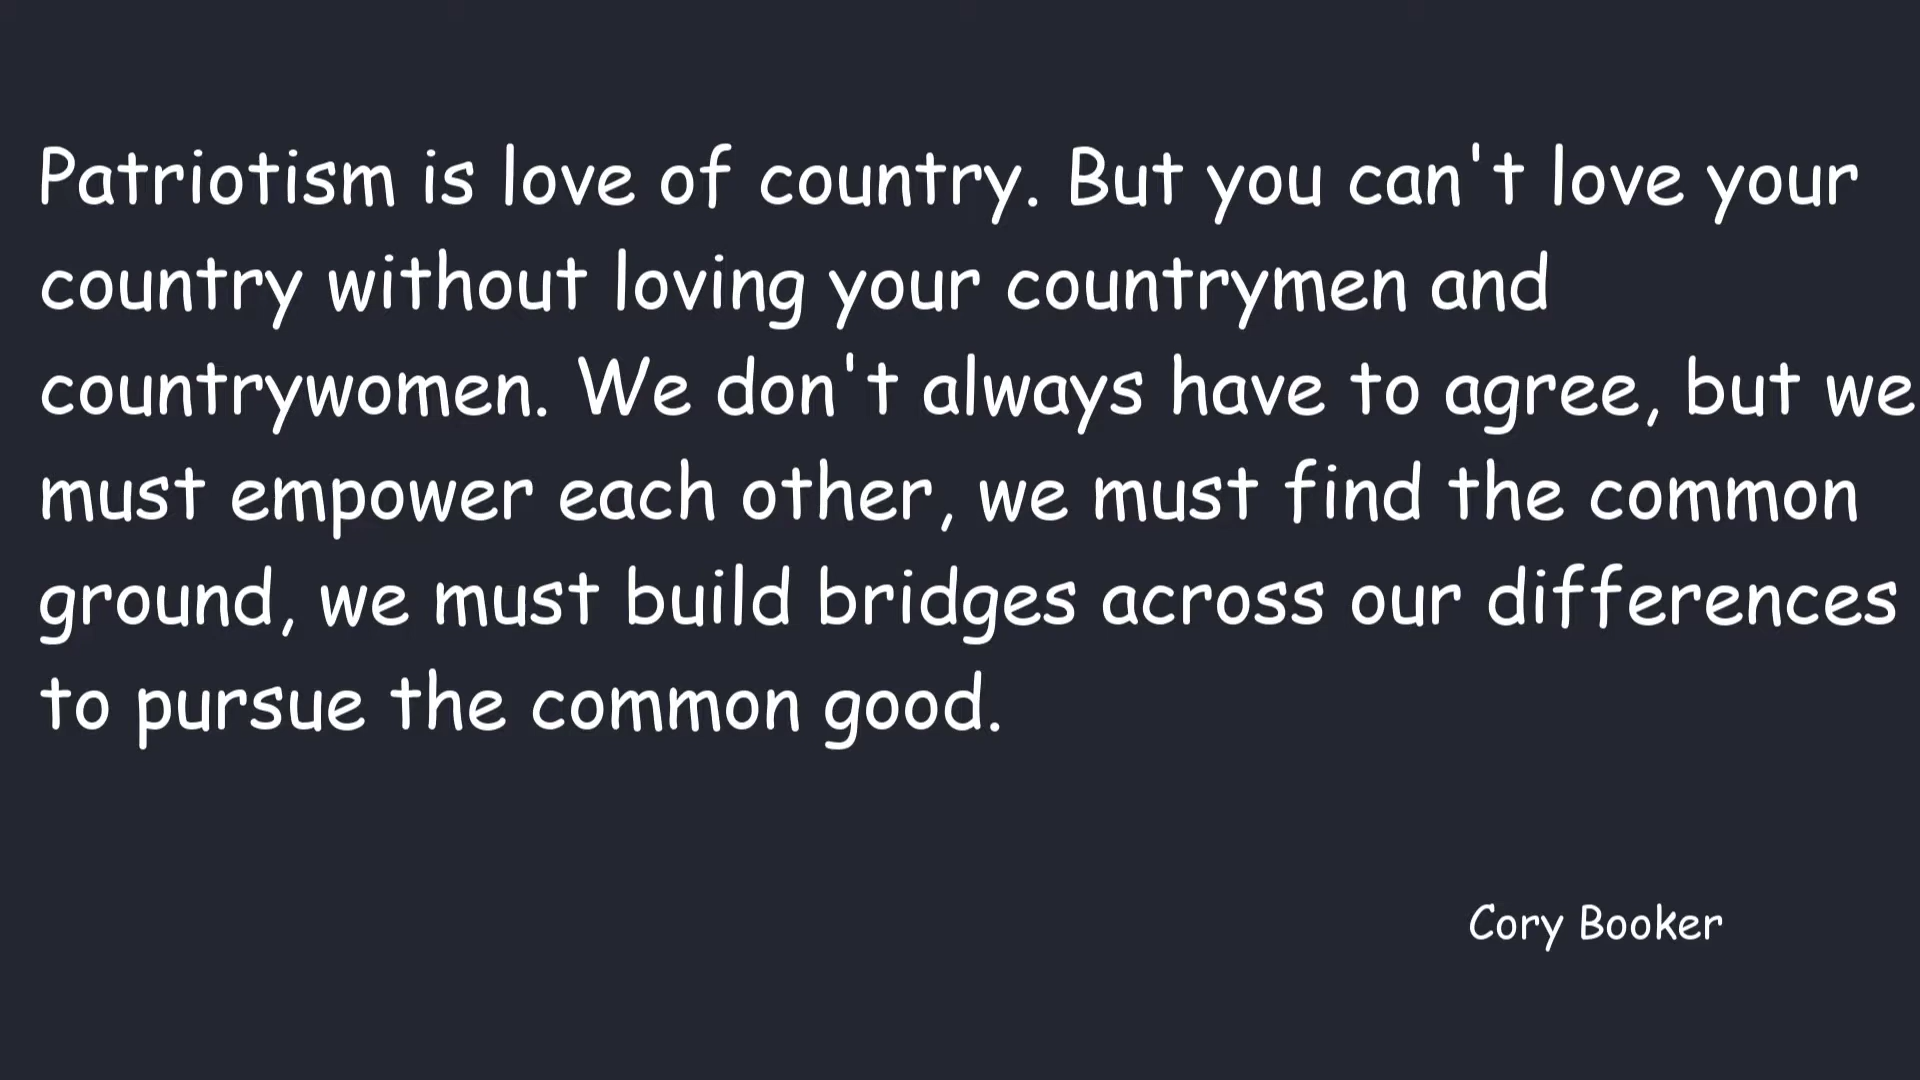 Patriotism is love of country. But you can't love your
country without loving your countrymen and
countrywomen. We don't always have to agree, but we
must empower each other, we must find the common
ground, we must build bridges across our differences
to pursue the common good.
Cory Booker